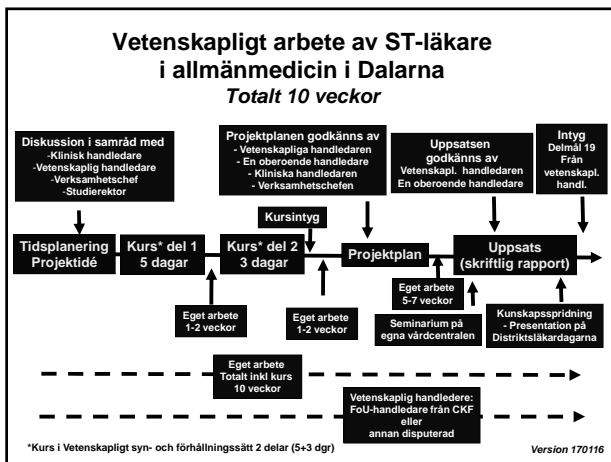 Vetenskapligt arbete av ST-läkare
i allmänmedicin i Dalarna
Totalt 10 veckor
Diskussion i samråd med
-Klinisk handledare
-Vetenskaplig handledare
-Verksamhetschef
-Studierektor
Projektplanen godkänns av
- Vetenskapliga handledaren
- En oberoende handledare
- Kliniska handledaren
- Verksamhetschefen
Uppsatsen
godkänns av
Vetenskapl. handledaren
En oberoende handledare
Intyg
Delmål 19
Från
vetenskapl.
handl.
Kursintyg
Tidsplanering
Projektidé
Kurs* del 1
5 dagar
Kurs* del 2
3 dagar
Projektplan
Uppsats
(skriftlig rapport)
Eget arbete
1-2 veckor
Eget arbete
1-2 veckor
Eget arbete
5-7 veckor
Seminarium på
egna vårdcentralen
Kunskapsspridning
- Presentation på
Distriktsläkardagarna
Eget arbete
Totalt inkl kurs
10 veckor
Vetenskaplig handledere:
FoU-handledare från CKF
eller
annan disputerad
*Kurs i Vetenskapligt syn- och förhållningssätt 2 delar (5+3 dgr)
Version 170116